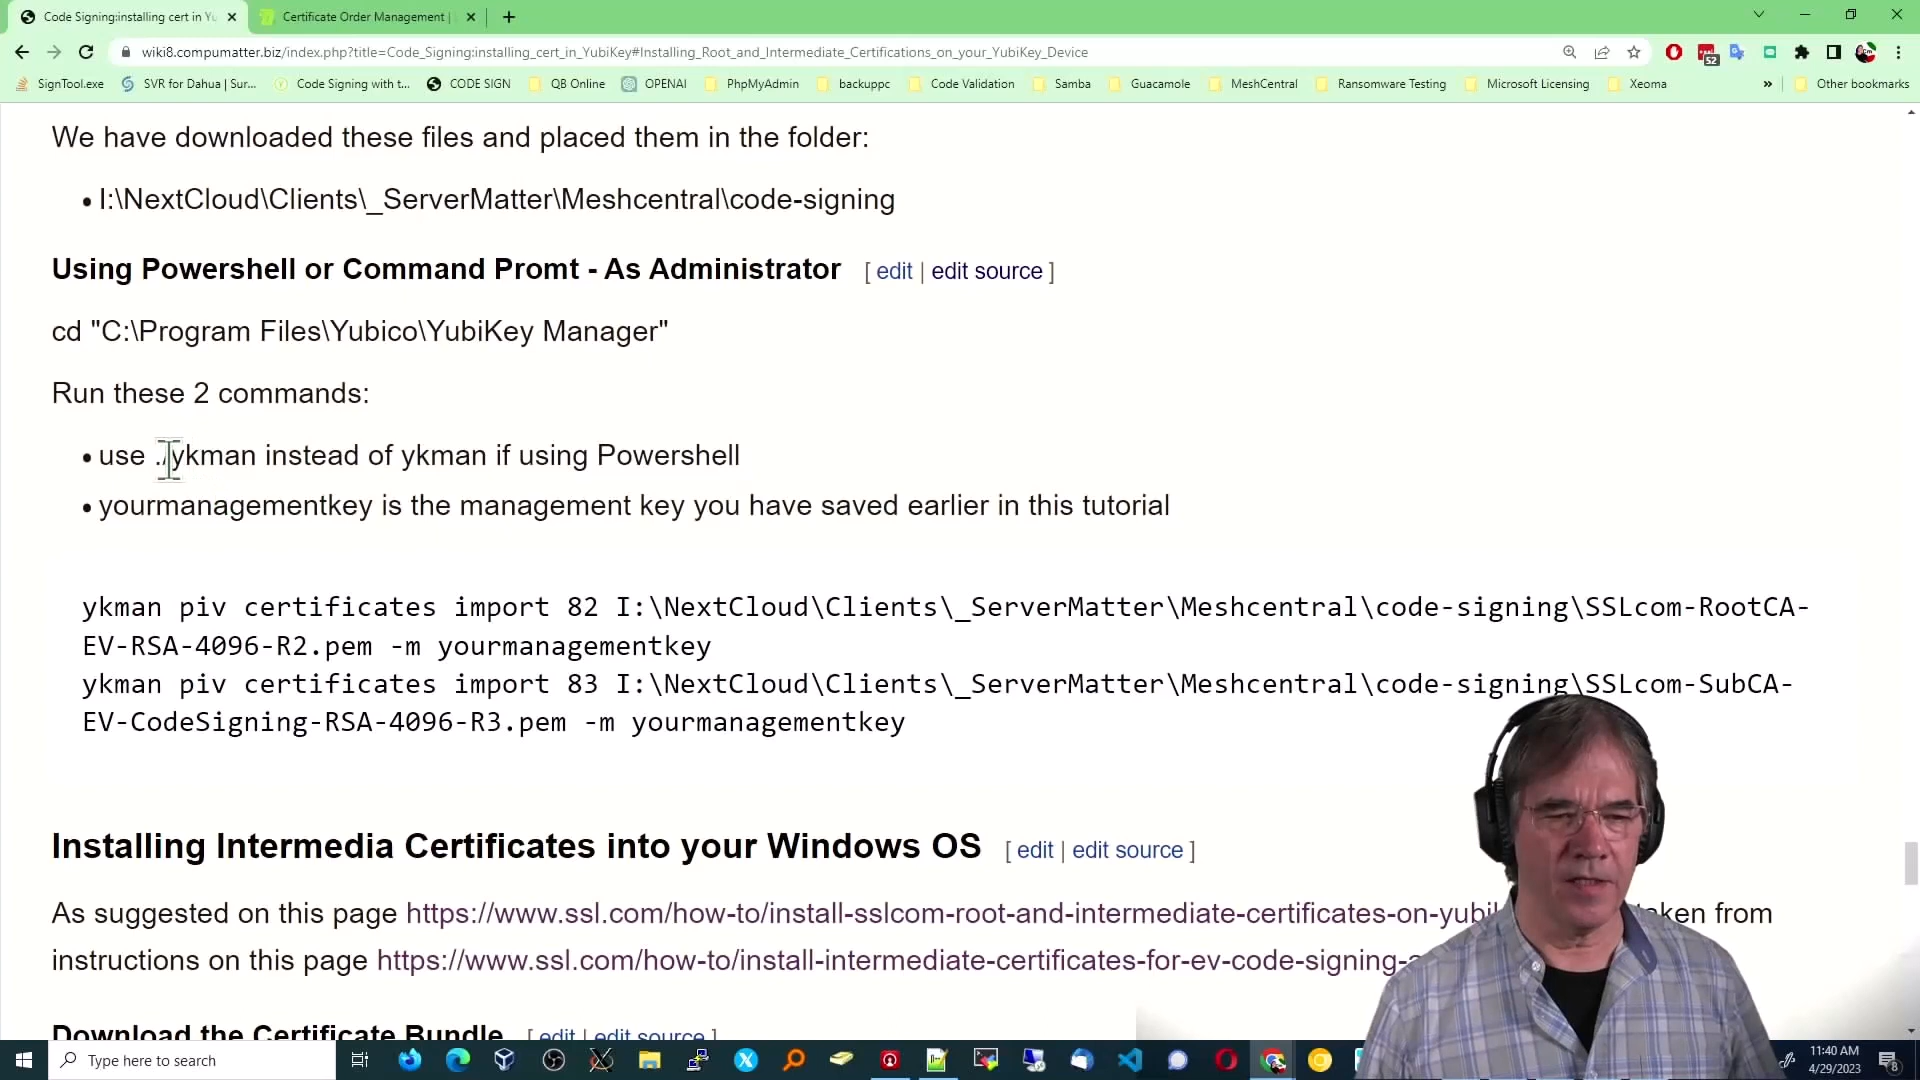 Code Signing:installing cert in Yu
Certificate Order Management |
wiki8.compumatter.biz/index.php?title=Code_Signing:installing_cert_in_YubiKey#Installing_Root_and_Intermediate_Certifications_on_your_YubiKey_Device
52
SignTool.exe
SVR for Dahua | Sur...
Code Signing with t...
CODE SIGN
QB Online
OPENAI
PhpMyAdmin
backuppc
Code Validation
Samba
Guacamole
MeshCentral
Ransomware Testing
Microsoft Licensing
Xeoma
»
Other bookmarks
We have downloaded these files and placed them in the folder:
• I:\NextCloud\Clients\_ServerMatter\Meshcentral\code-signing
Using Powershell or Command Promt - As Administrator [ edit | edit source ]
cd "C:\Program Files\Yubico\YubiKey Manager"
Run these 2 commands:
• use ./ykman instead of ykman if using Powershell
• yourmanagementkey is the management key you have saved earlier in this tutorial
ykman piv certificates import 82 I:\NextCloud\Clients\_ServerMatter\Meshcentral\code-signing\SSLcom-RootCA-
EV-RSA-4096-R2.pem -m yourmanagementkey
ykman piv certificates import 83 I:\NextCloud\Clients\_ServerMatter\Meshcentral\code-signing\SSLcom-SubCA-
EV-CodeSigning-RSA-4096-R3.pem -m yourmanagementkey
Installing Intermedia Certificates into your Windows OS [ edit | edit source ]
As suggested on this page https://www.ssl.com/how-to/install-sslcom-root-and-intermediate-certificates-on-yubi taken from
instructions on this page https://www.ssl.com/how-to/install-intermediate-certificates-for-ev-code-signing-
Download the Certificate Bundle [ edit | edit source ]
Type here to search
11:40 AM
4/29/2023
8